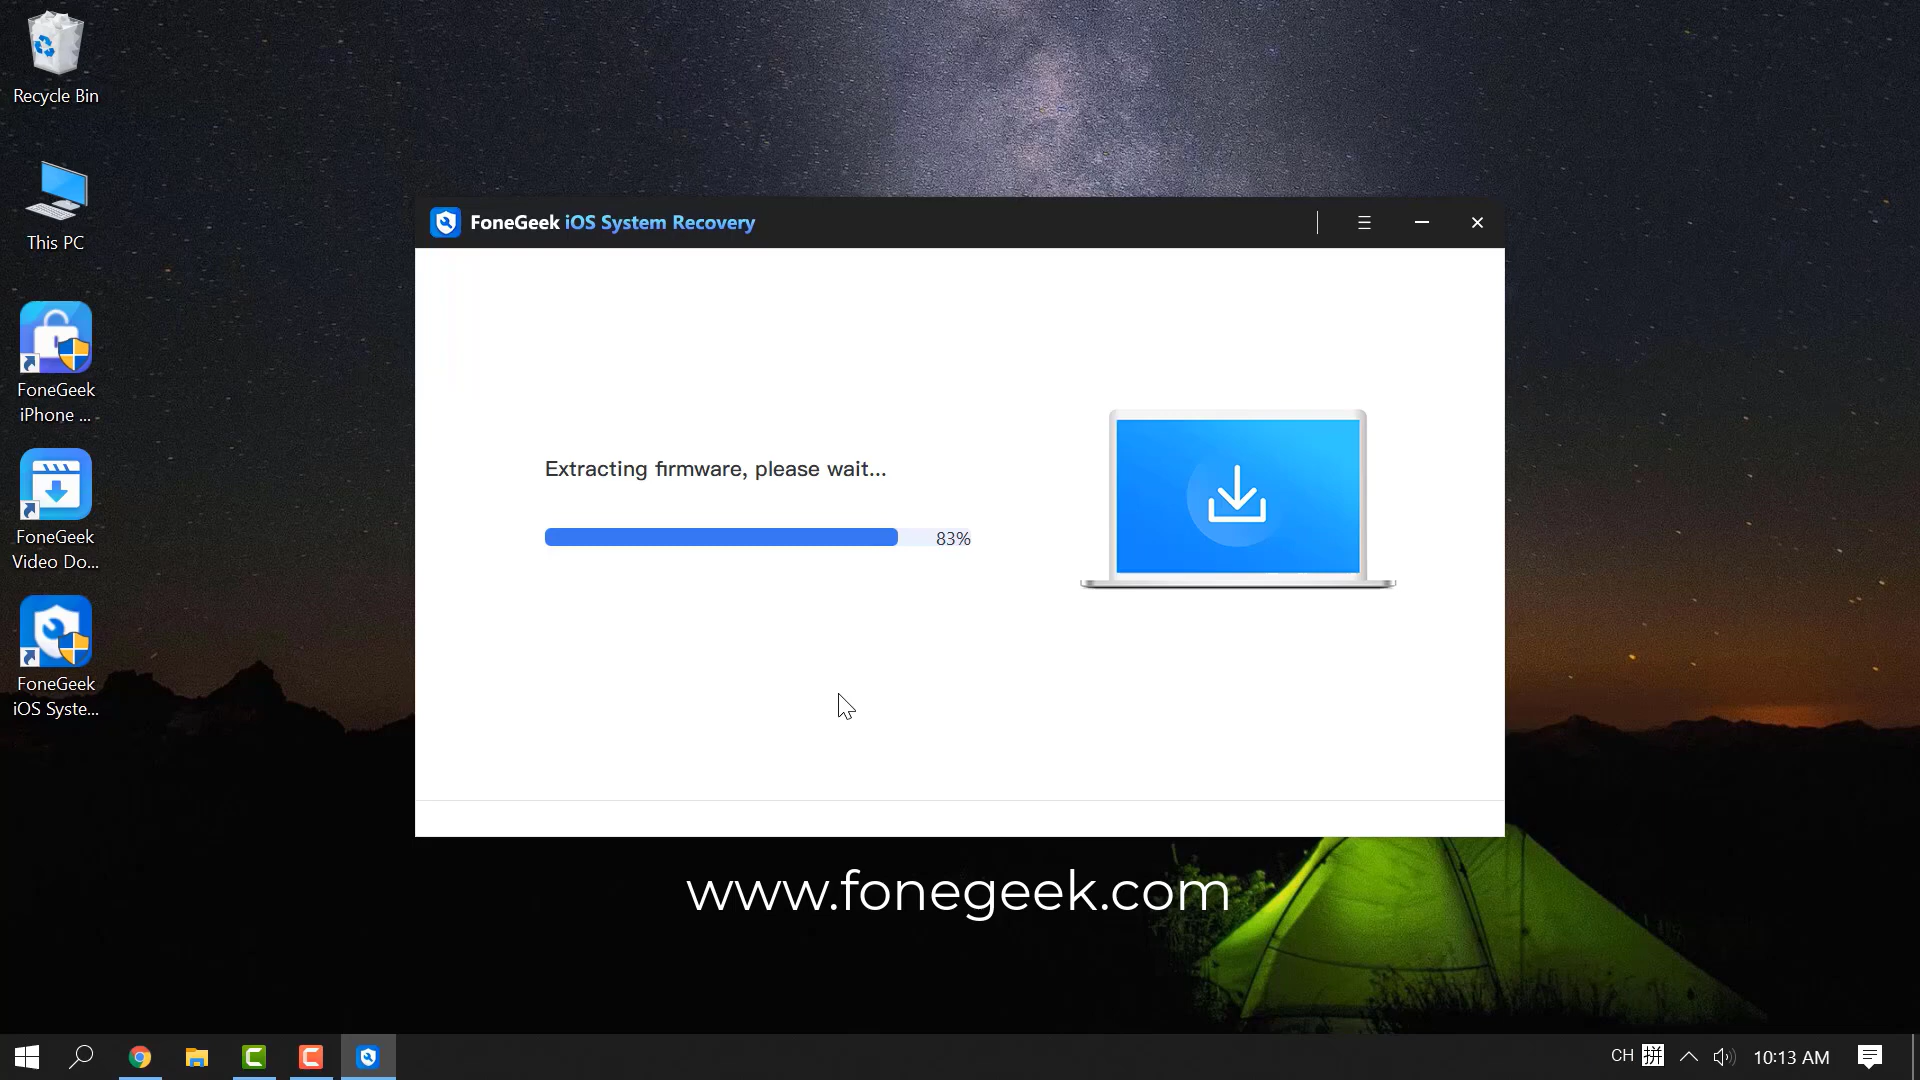 Recycle Bin
This PC
FoneGeek
iPhone ...
FoneGeek
Video Do...
FoneGeek
iOS Syste...
FoneGeek iOS System Recovery
Extracting firmware, please wait...
83%
www.fonegeek.com
CH 拼 10:13 AM